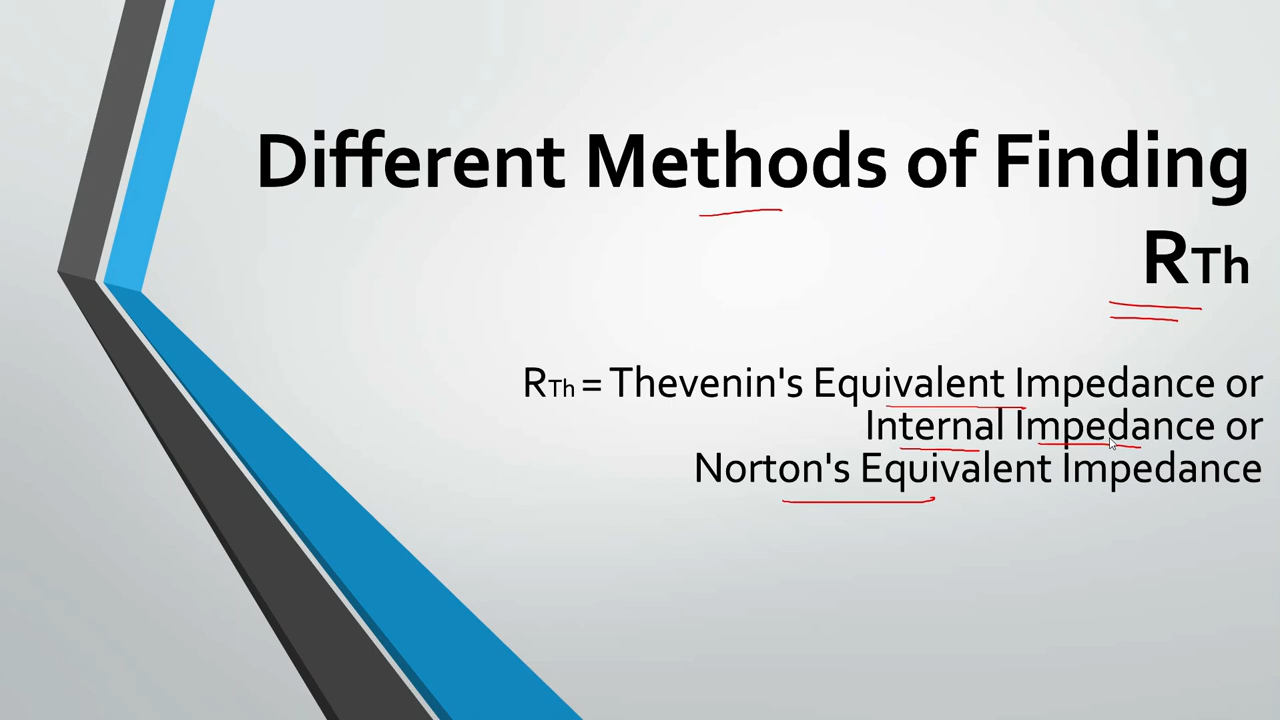 Different Methods of Finding
RTh
RTh = Thevenin's Equivalent Impedance or
Internal Impedance or
Norton's Equivalent Impedance